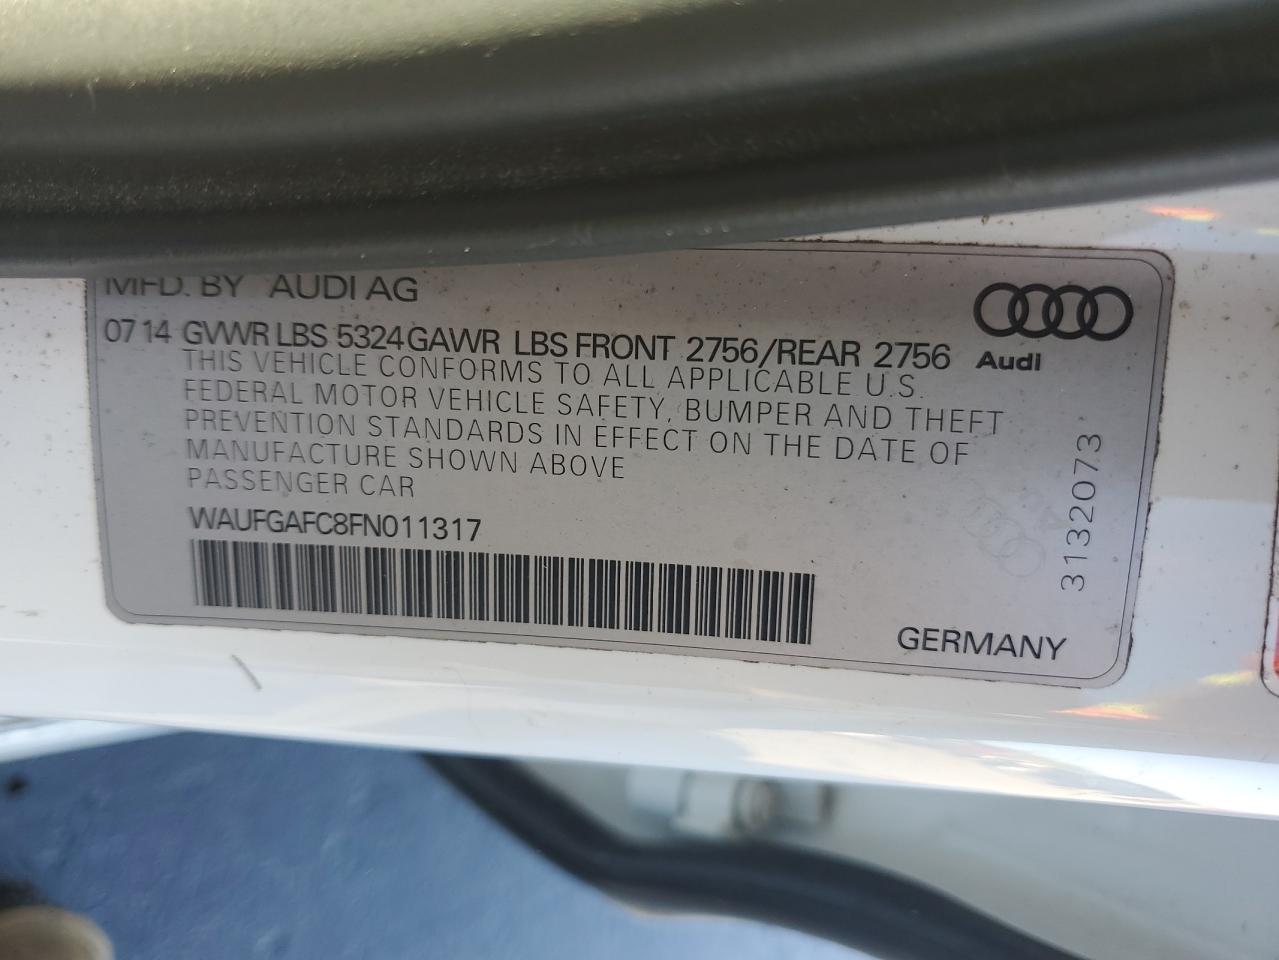 MFD. BY AUDI AG
07 14 GVWR LBS 5324 GAWR LBS FRONT 2756/REAR 2756
THIS VEHICLE CONFORMS TO ALL APPLICABLE U.S.
FEDERAL MOTOR VEHICLE SAFETY, BUMPER AND THEFT
PREVENTION STANDARDS IN EFFECT ON THE DATE OF
MANUFACTURE SHOWN ABOVE
PASSENGER CAR
WAUFGAFC8FN011317
Audi
3132073
GERMANY